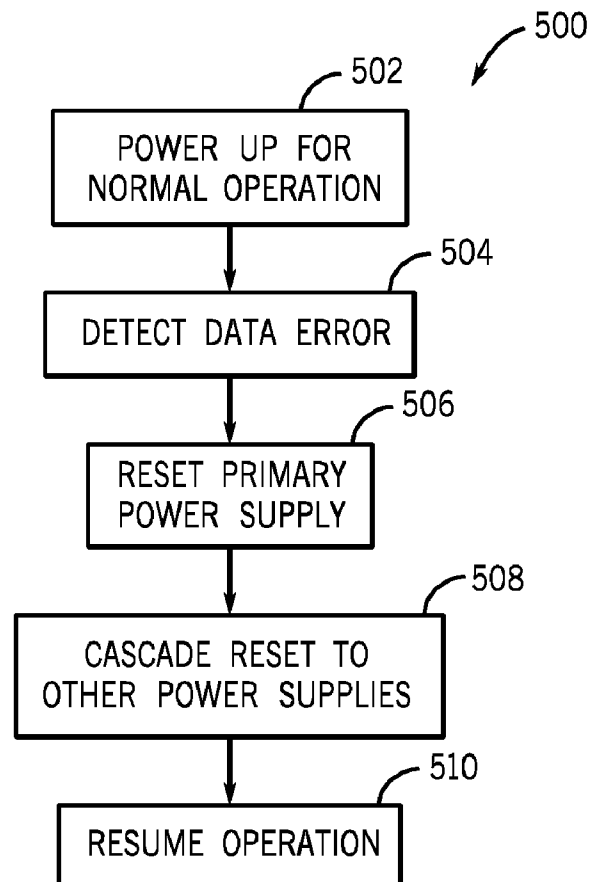 500
502
POWER UP FOR
NORMAL OPERATION
504
DETECT DATA ERROR
506
RESET PRIMARY
POWER SUPPLY
508
CASCADE RESET TO
OTHER POWER SUPPLIES
510
RESUME OPERATION